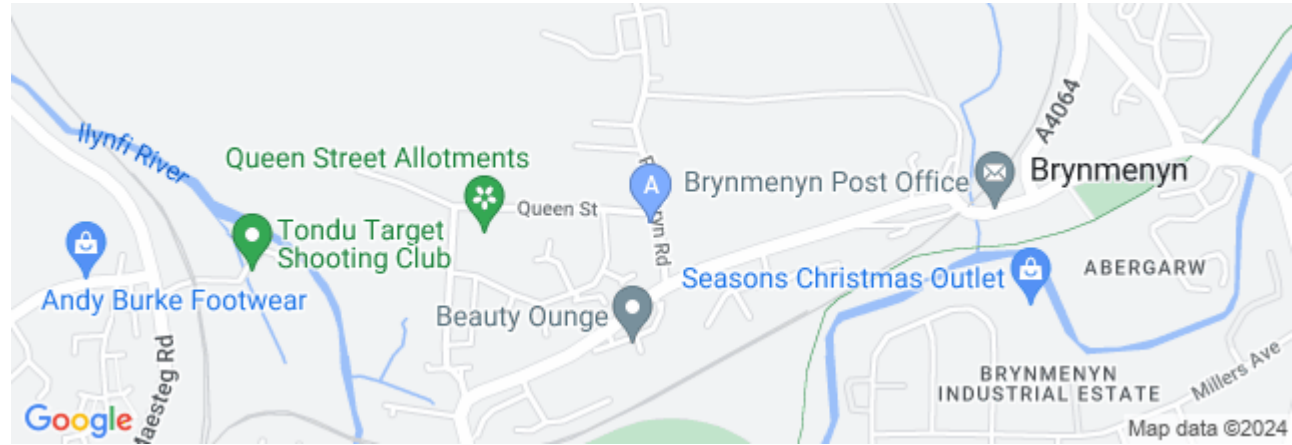 llynfi River
Queen Street Allotments
Tondu Target
Shooting Club
Andy Burke Footwear
Maesteg Rd
Queen St
A
Beauty Ounge
Brynmenyn Post Office
A4064
Brynmenyn
Seasons Christmas Outlet
ABERGARW
BRYNMENYN
INDUSTRIAL ESTATE
Millers Ave
Google
Map data ©2024